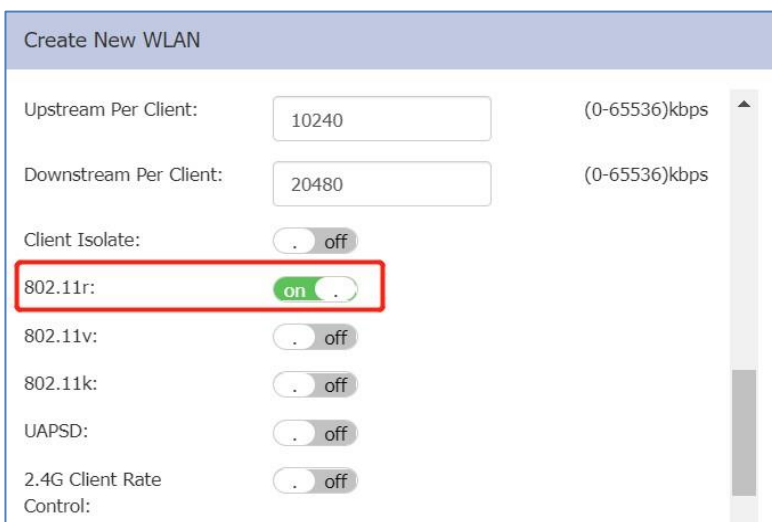 Create New WLAN
Upstream Per Client: 10240 (0-65536)kbps
Downstream Per Client: 20480 (0-65536)kbps
Client Isolate: . off
802.11r: on .
802.11v: . off
802.11k: . off
UAPSD: . off
2.4G Client Rate . off
Control: